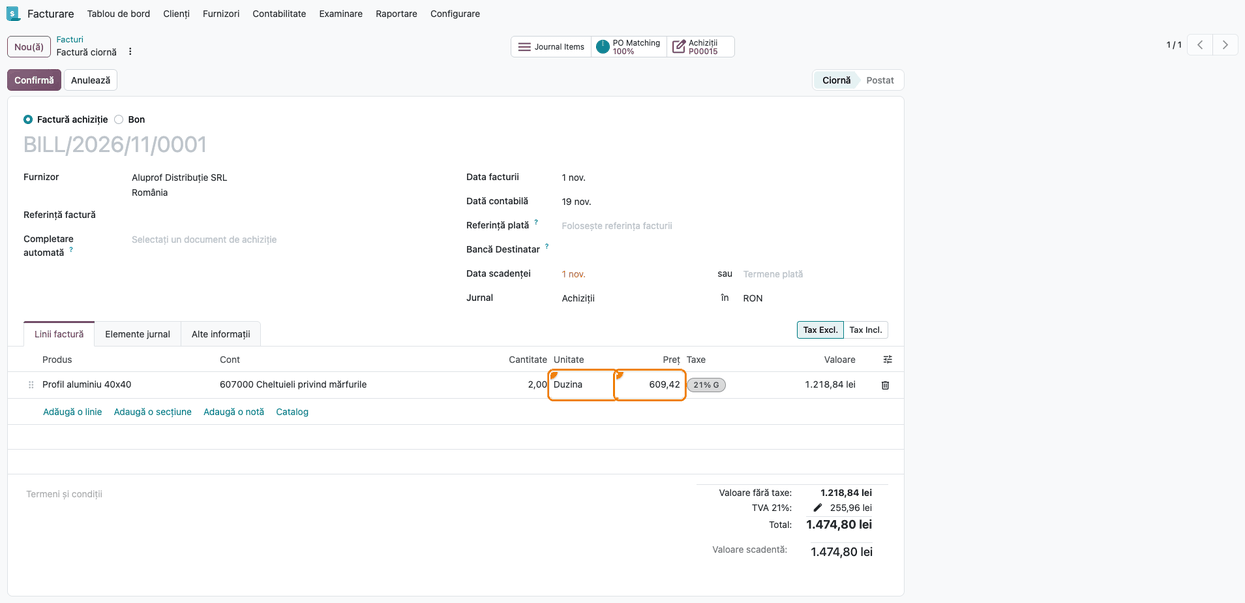 Facturare Tablou de bord Clienți Furnizori Contabilitate Examinare Raportare Configurare
Nou(ă)
Facturi
Factură ciornă
Journal Items
PO Matching
100%
Achiziții
P00015
1 / 1
Confirmă Anulează
Ciornă Postat
Factură achiziție Bon
BILL/2026/11/0001
Furnizor Aluprof Distribuție SRL
România
Referință factură
Completare automată ? Selectați un document de achiziție
Data facturii 1 nov.
Dată contabilă 19 nov.
Referință plată ? Folosește referința facturii
Bancă Destinatar ?
Data scadenței 1 nov. sau Termene plată
Jurnal Achiziții în RON
Linii factură Elemente jurnal Alte informații
Tax Excl. Tax Incl.
Produs Cont Cantitate Unitate Preț Taxe Valoare
Profil aluminiu 40x40 607000 Cheltuieli privind mărfurile 2,00 Duzina 609,42 21% G 1.218,84 lei
Adăugă o linie Adaugă o secțiune Adaugă o notă Catalog
Termeni și condiții
Valoare fără taxe: 1.218,84 lei
TVA 21%: 255,96 lei
Total: 1.474,80 lei
Valoare scadentă: 1.474,80 lei